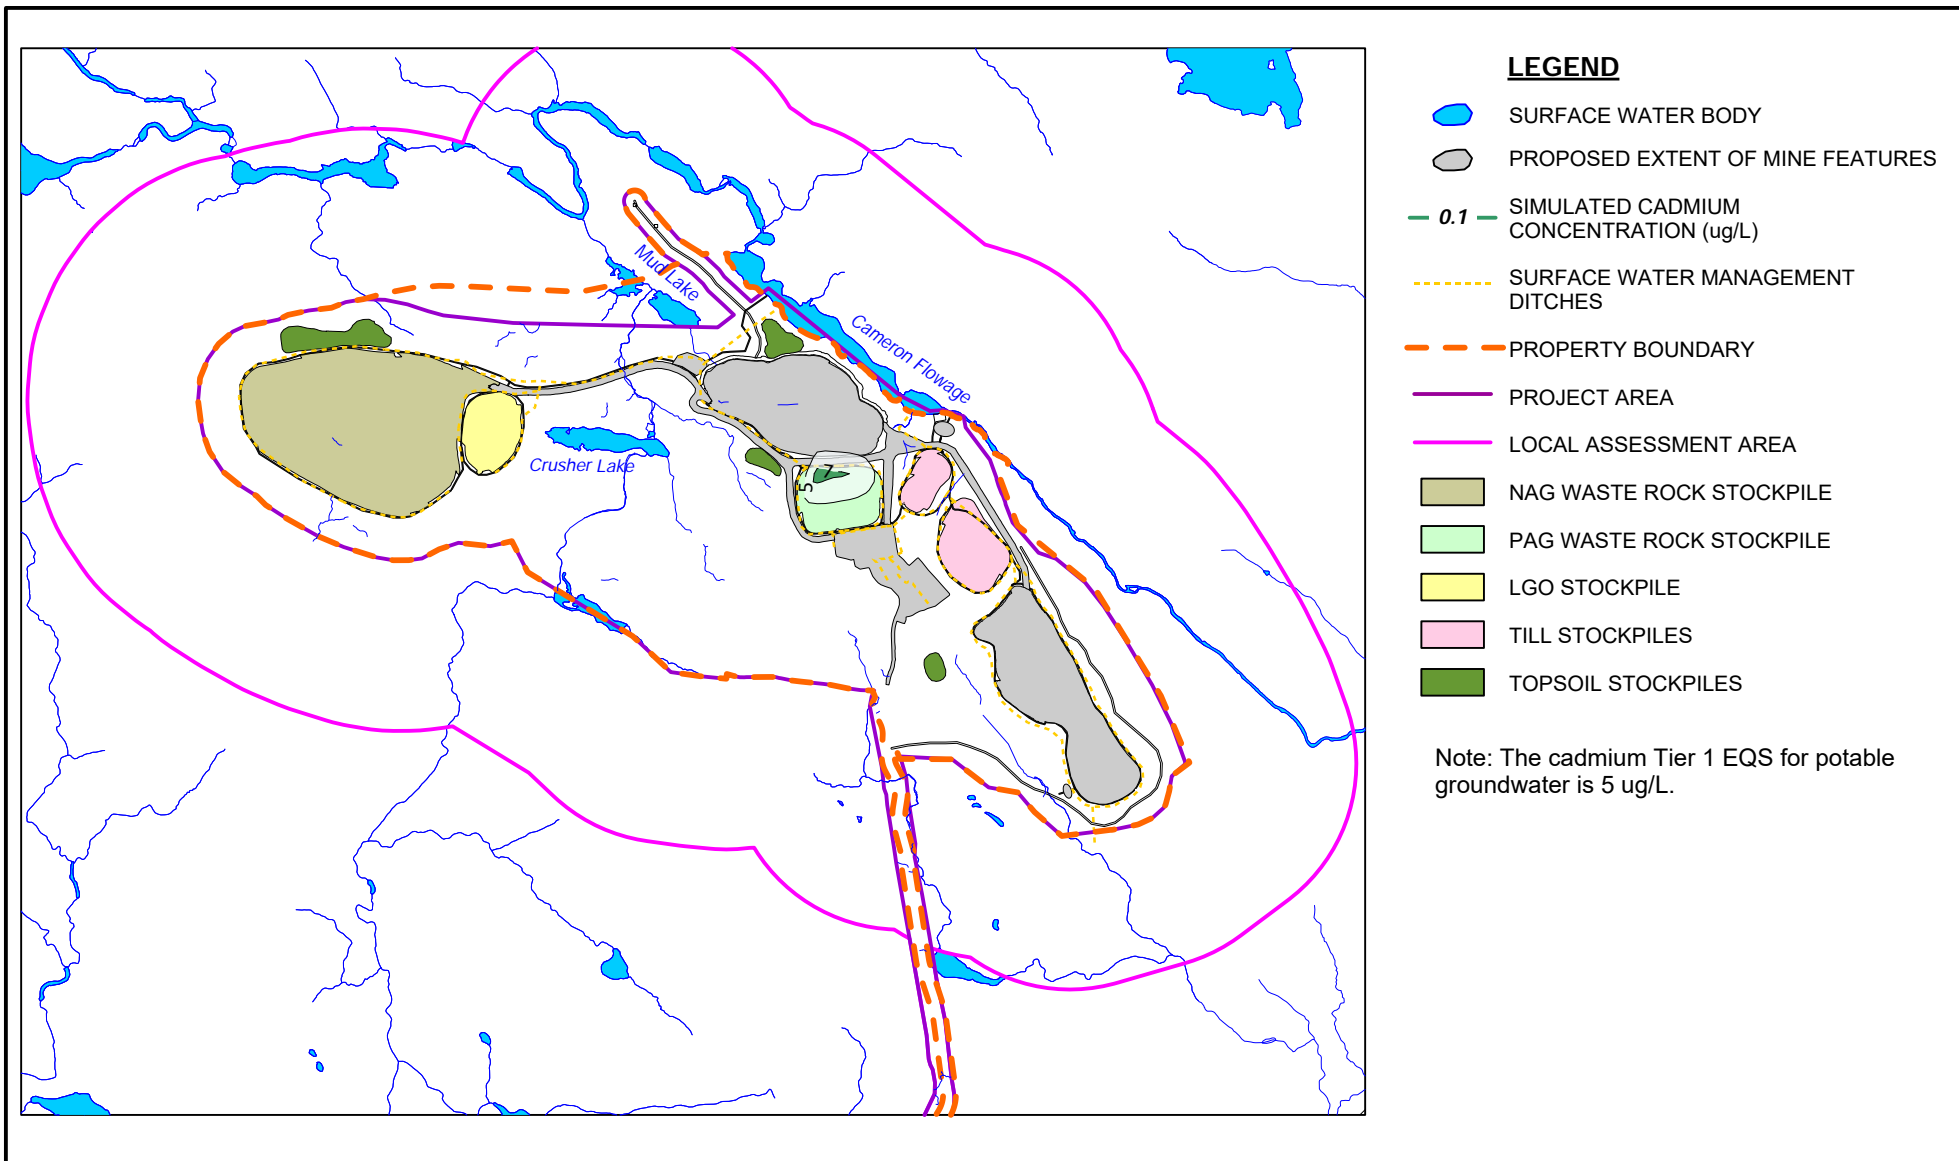 LEGEND
SURFACE WATER BODY
PROPOSED EXTENT OF MINE FEATURES
0.1
SIMULATED CADMIUM
CONCENTRATION (ug/L)
SURFACE WATER MANAGEMENT
DITCHES
PROPERTY BOUNDARY
PROJECT AREA
LOCAL ASSESSMENT AREA
NAG WASTE ROCK STOCKPILE
PAG WASTE ROCK STOCKPILE
LGO STOCKPILE
TILL STOCKPILES
TOPSOIL STOCKPILES
Note: The cadmium Tier 1 EQS for potable
groundwater is 5 ug/L.
Mud Lake
Cameron Flowage
Crusher Lake
5
7